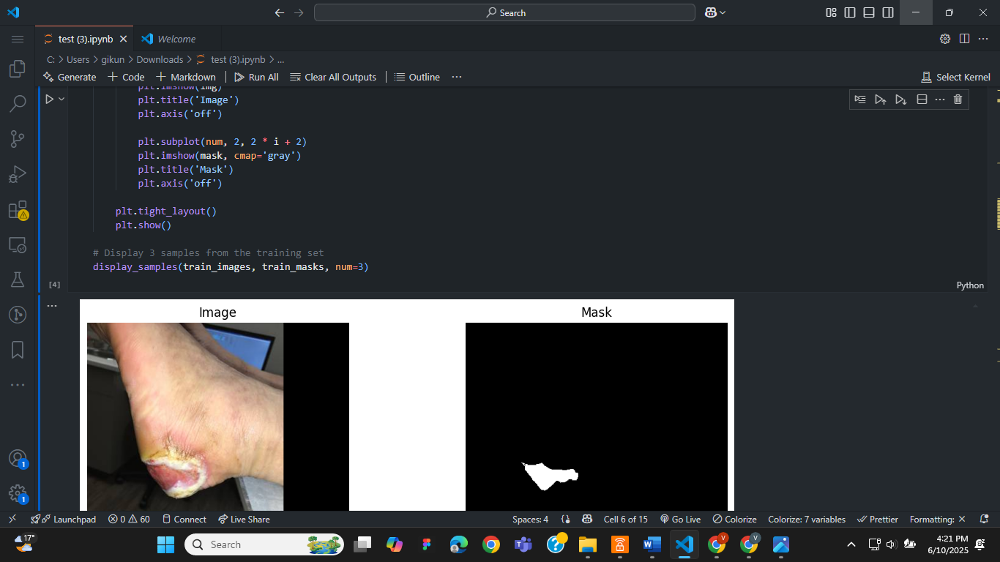 Search
test (3).ipynb
Welcome
C: > Users > gikun > Downloads > test (3).ipynb > ...
Generate + Code + Markdown Run All Clear All Outputs Outline ...
Select Kernel
plt.imshow(img)
plt.title('Image')
plt.axis('off')
plt.subplot(num, 2, 2 * i + 2)
plt.imshow(mask, cmap='gray')
plt.title('Mask')
plt.axis('off')
plt.tight_layout()
plt.show()
# Display 3 samples from the training set
display_samples(train_images, train_masks, num=3)
[4]
Python
...
Image
Mask
1
1
Launchpad 0 60 Connect Live Share Spaces: 4 {} Cell 6 of 15 Go Live Colorize Colorize: 7 variables Prettier Formatting: ×
17°
Search
V
V
4:21 PM
6/10/2025